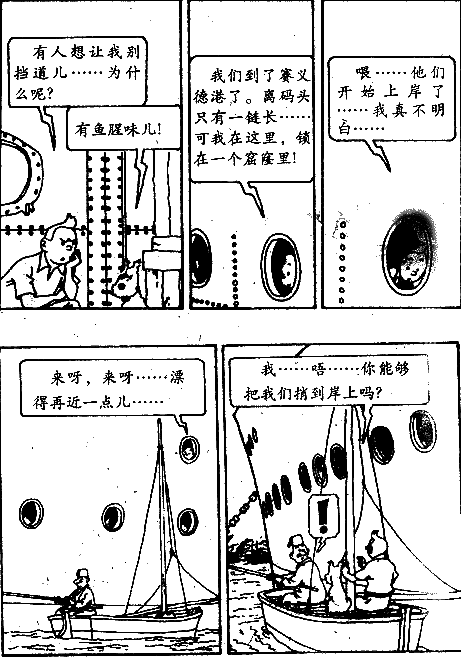 有人想让我别
挡道儿……为什
么呢？
有鱼腥味儿！
我们到了赛义
德港了。离码头
只有一链长……
可我在这里，锁
在一个窟窿里！
喂……他们
开始上岸了
……我真不明
白……
来呀，来呀……漂
得再近一点儿……
我……唔……你能够
把我们捎到岸上吗？
！